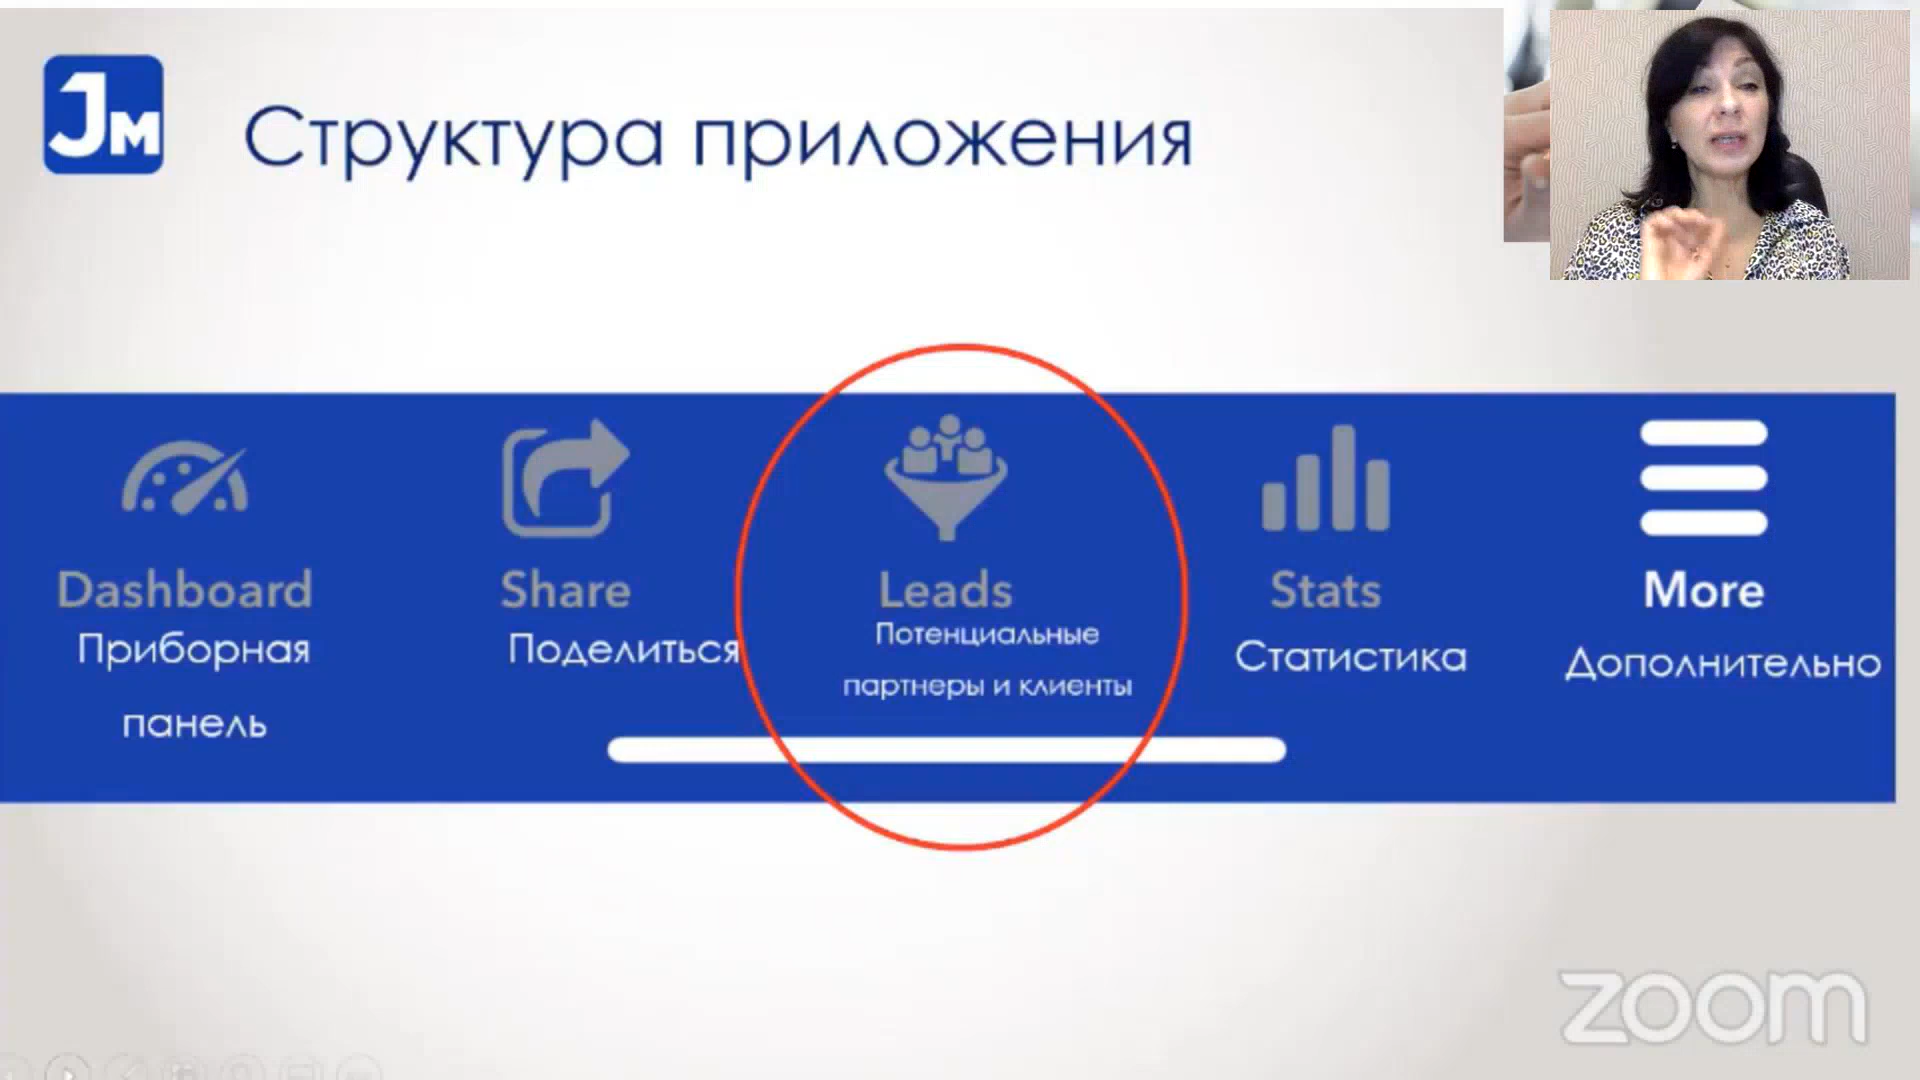 JM
Структура приложения
Dashboard
Приборная
панель
Share
Поделиться
Leads
Потенциальные
партнеры и клиенты
Stats
Статистика
More
Дополнительно
zoom